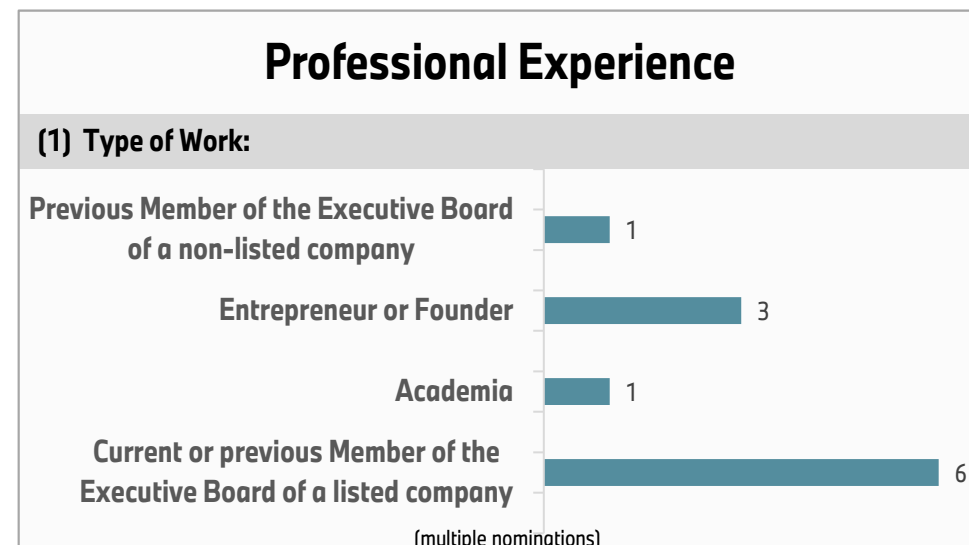 Professional Experience
(1) Type of Work:
Previous Member of the Executive Board
of a non-listed company
1
Entrepreneur or Founder
3
Academia
1
Current or previous Member of the
Executive Board of a listed company
6
(multiple nominations)